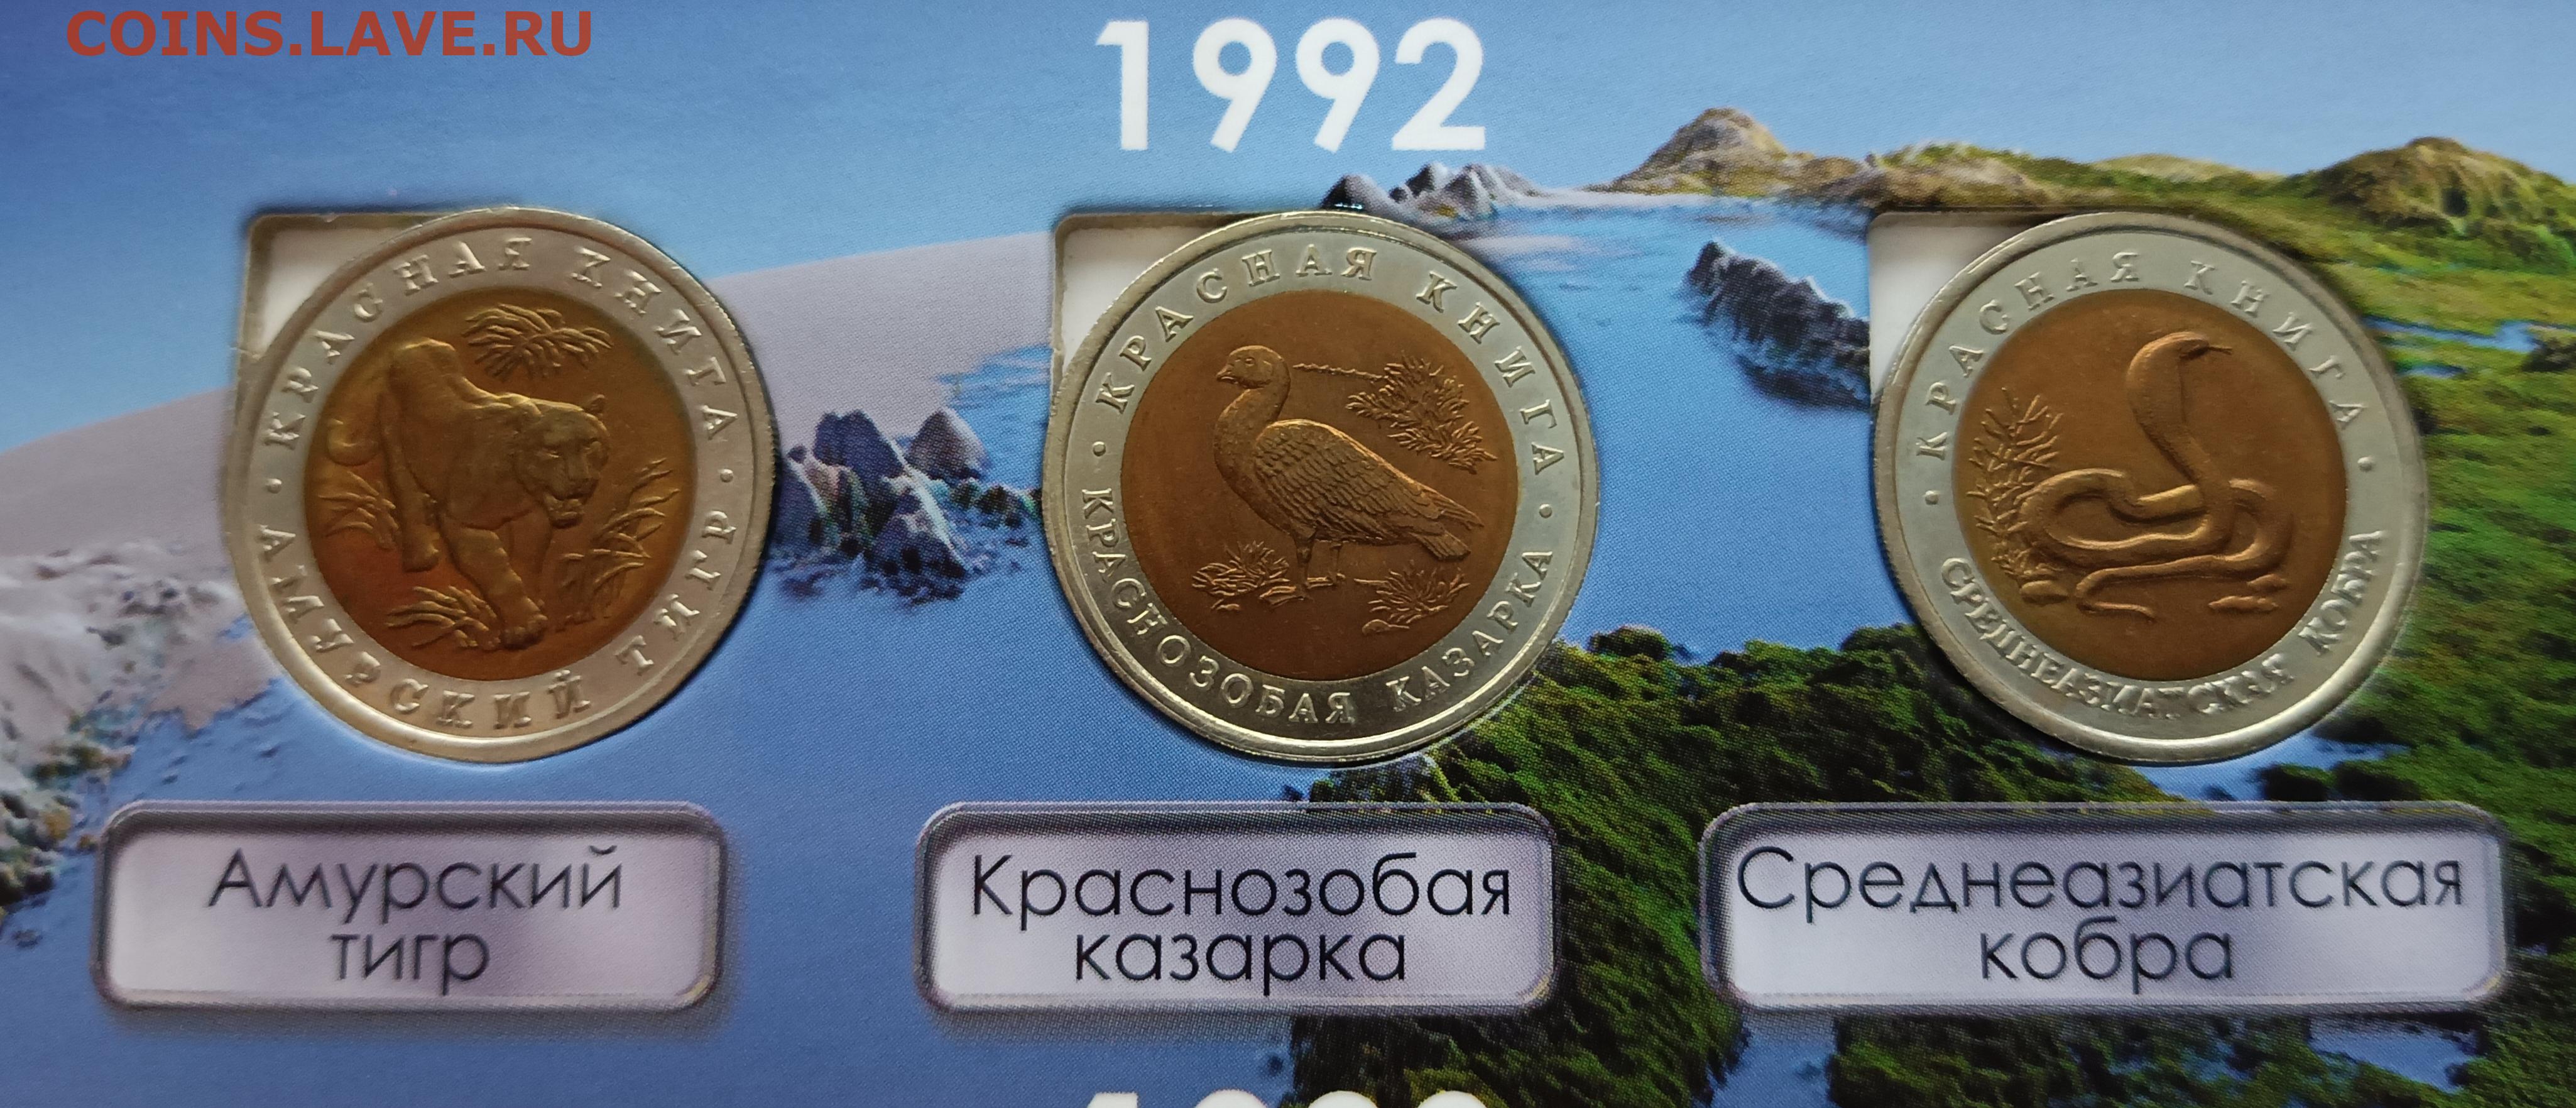 COINS.LAVE.RU
1992
КРАСНАЯ КНИГА
АМУРСКИЙ ТИГР
КРАСНАЯ КНИГА
КРАСНОЗОБАЯ КАЗАРКА
КРАСНАЯ КНИГА
СРЕДНЕАЗИАТСКАЯ КОБРА
Амурский
тигр
Краснозобая
казарка
Среднеазиатская
кобра